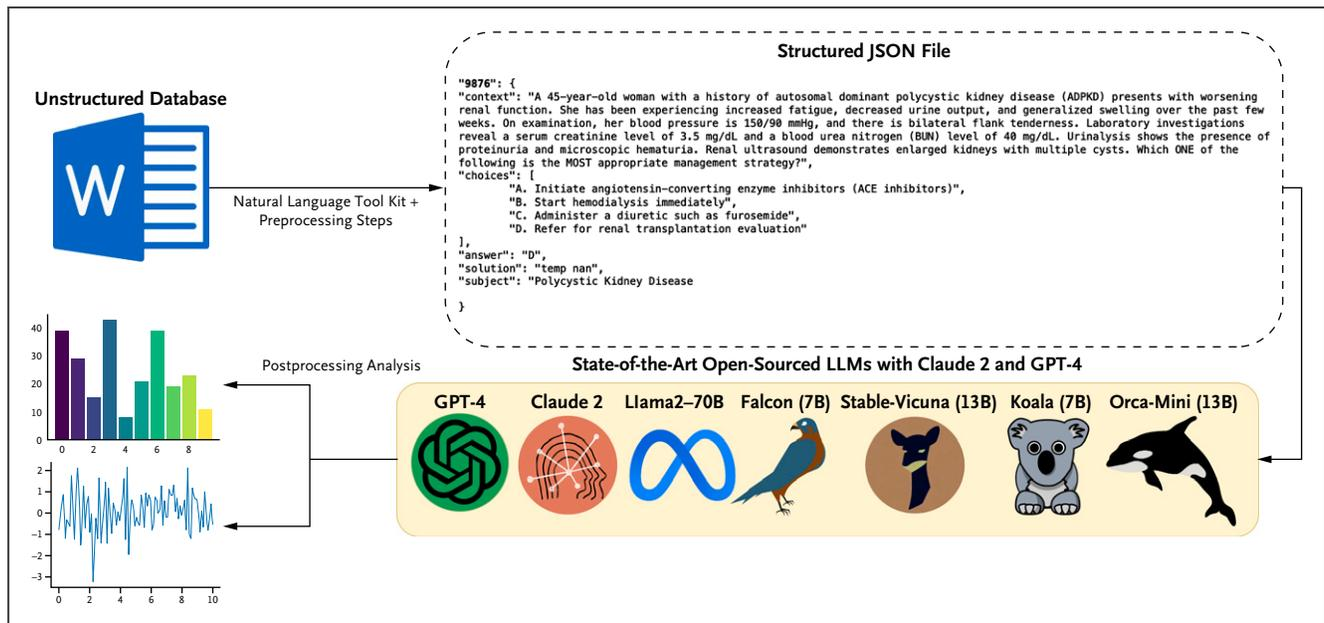 Structured JSON File
Unstructured Database
W
Natural Language Tool Kit +
Preprocessing Steps
"9876": {
"context": "A 45-year-old woman with a history of autosomal dominant polycystic kidney disease (ADPKD) presents with worsening
renal function. She has been experiencing increased fatigue, decreased urine output, and generalized swelling over the past few
weeks. On examination, her blood pressure is 150/90 mmHg, and there is bilateral flank tenderness. Laboratory investigations
reveal a serum creatinine level of 3.5 mg/dL and a blood urea nitrogen (BUN) level of 40 mg/dL. Urinalysis shows the presence of
proteinuria and microscopic hematuria. Renal ultrasound demonstrates enlarged kidneys with multiple cysts. Which ONE of the
following is the MOST appropriate management strategy?",
"choices": [
"A. Initiate angiotensin-converting enzyme inhibitors (ACE inhibitors)",
"B. Start hemodialysis immediately",
"C. Administer a diuretic such as furosemide",
"D. Refer for renal transplantation evaluation"
],
"answer": "D",
"solution": "temp nan",
"subject": "Polycystic Kidney Disease
}
State-of-the-Art Open-Sourced LLMs with Claude 2 and GPT-4
GPT-4 Claude 2 Llama2–70B Falcon (7B) Stable-Vicuna (13B) Koala (7B) Orca-Mini (13B)
Postprocessing Analysis
40
30
20
10
0
0 2 4 6 8
2
1
0
−1
−2
−3
0 2 4 6 8 10